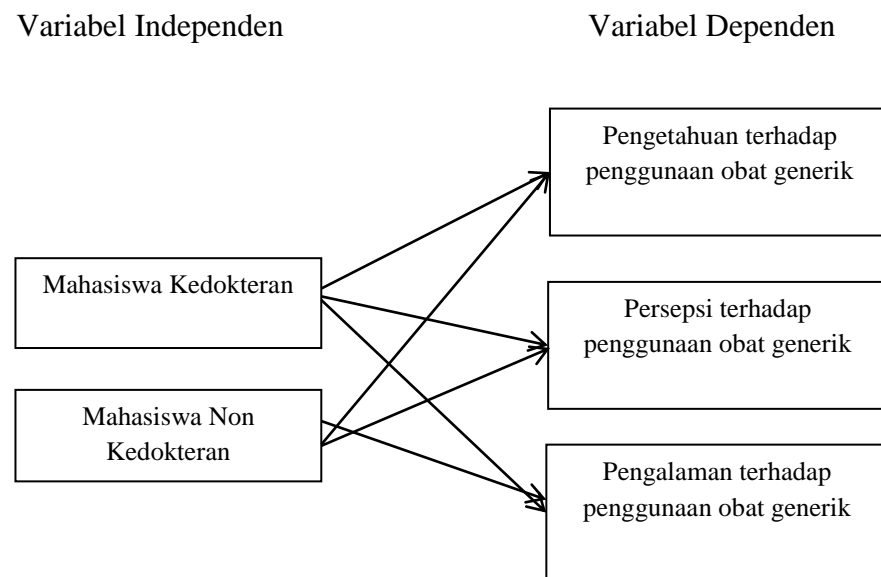 Variabel Independen
Variabel Dependen
Pengetahuan terhadap
penggunaan obat generik
Mahasiswa Kedokteran
Persepsi terhadap
penggunaan obat generik
Mahasiswa Non
Kedokteran
Pengalaman terhadap
penggunaan obat generik